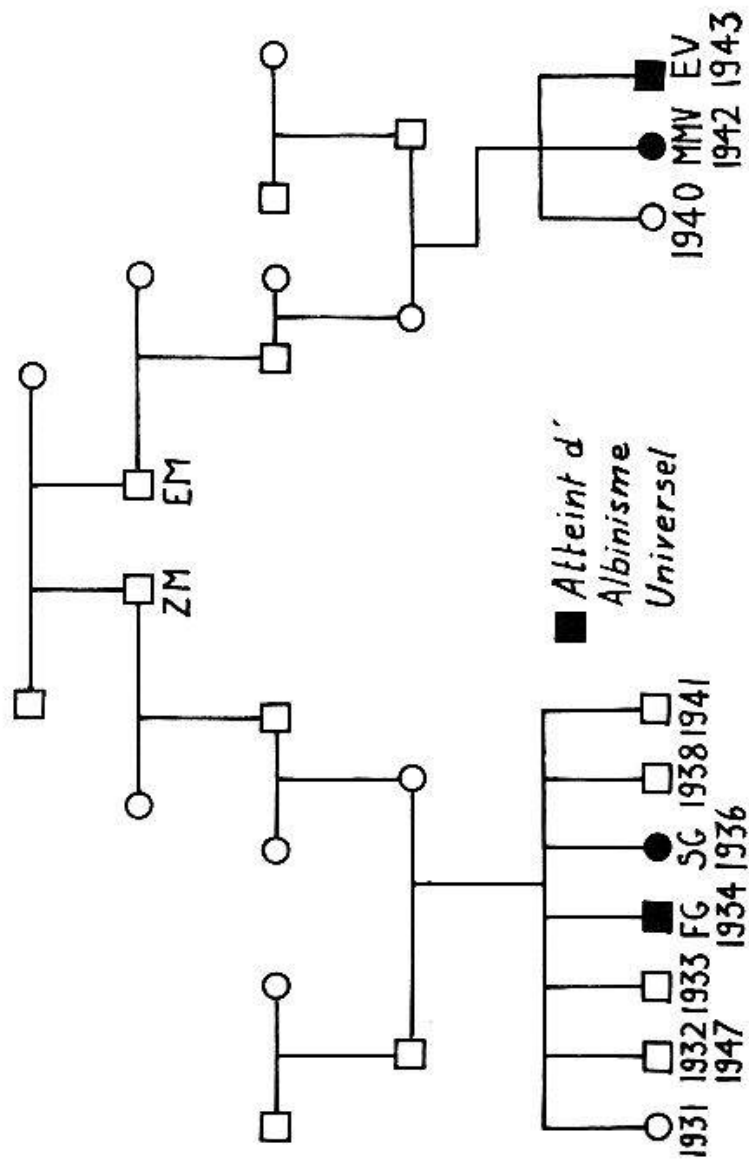 ZM
EM
Atteint d'
Albinisme
Universel
1931 1932 1933 FG SG 1938 1941 1940 MMV EV
1947 1934 1936 1942 1943